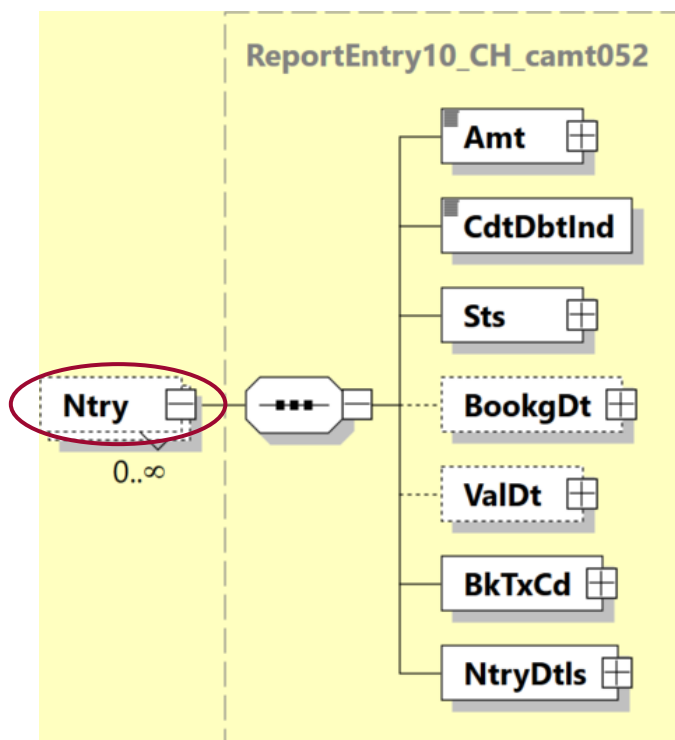 ReportEntry10_CH_camt052
Amt
CdtDbtInd
Sts
Ntry
BookgDt
0..∞
ValDt
BkTxCd
NtryDtls